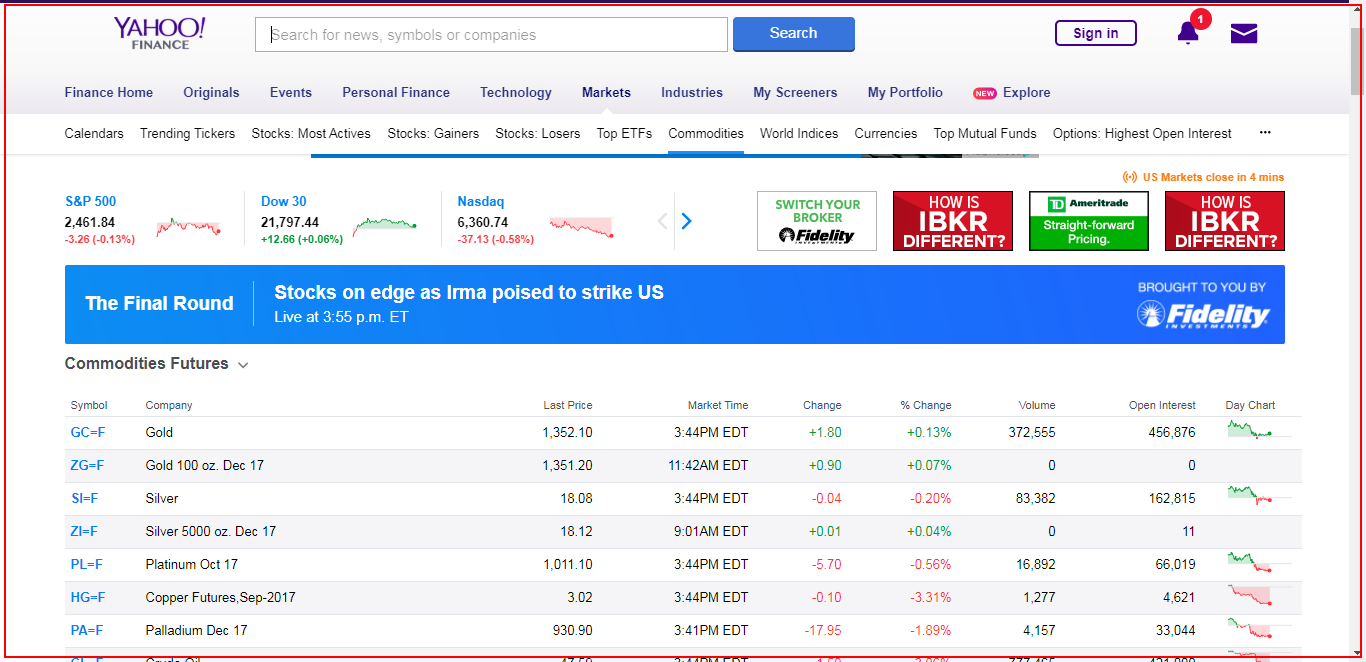 YAHOO!
FINANCE
Search for news, symbols or companies
Search
Sign in
1
Finance Home Originals Events Personal Finance Technology Markets Industries My Screeners My Portfolio NEW Explore
Calendars Trending Tickers Stocks: Most Actives Stocks: Gainers Stocks: Losers Top ETFs Commodities World Indices Currencies Top Mutual Funds Options: Highest Open Interest ...
US Markets close in 4 mins
S&P 500
2,461.84
-3.26 (-0.13%)
Dow 30
21,797.44
+12.66 (+0.06%)
Nasdaq
6,360.74
-37.13 (-0.58%)
SWITCH YOUR
BROKER
Fidelity
INVESTMENTS
HOW IS
IBKR
DIFFERENT?
TD Ameritrade
Straight-forward
Pricing.
HOW IS
IBKR
DIFFERENT?
The Final Round
Stocks on edge as Irma poised to strike US
Live at 3:55 p.m. ET
BROUGHT TO YOU BY
Fidelity
INVESTMENTS
Commodities Futures
Symbol Company Last Price Market Time Change % Change Volume Open Interest Day Chart
GC=F Gold 1,352.10 3:44PM EDT +1.80 +0.13% 372,555 456,876
ZG=F Gold 100 oz. Dec 17 1,351.20 11:42AM EDT +0.90 +0.07% 0 0
SI=F Silver 18.08 3:44PM EDT -0.04 -0.20% 83,382 162,815
ZI=F Silver 5000 oz. Dec 17 18.12 9:01AM EDT +0.01 +0.04% 0 11
PL=F Platinum Oct 17 1,011.10 3:44PM EDT -5.70 -0.56% 16,892 66,019
HG=F Copper Futures,Sep-2017 3.02 3:44PM EDT -0.10 -3.31% 1,277 4,621
PA=F Palladium Dec 17 930.90 3:41PM EDT -17.95 -1.89% 4,157 33,044
Crude Oil 3:44PM EDT